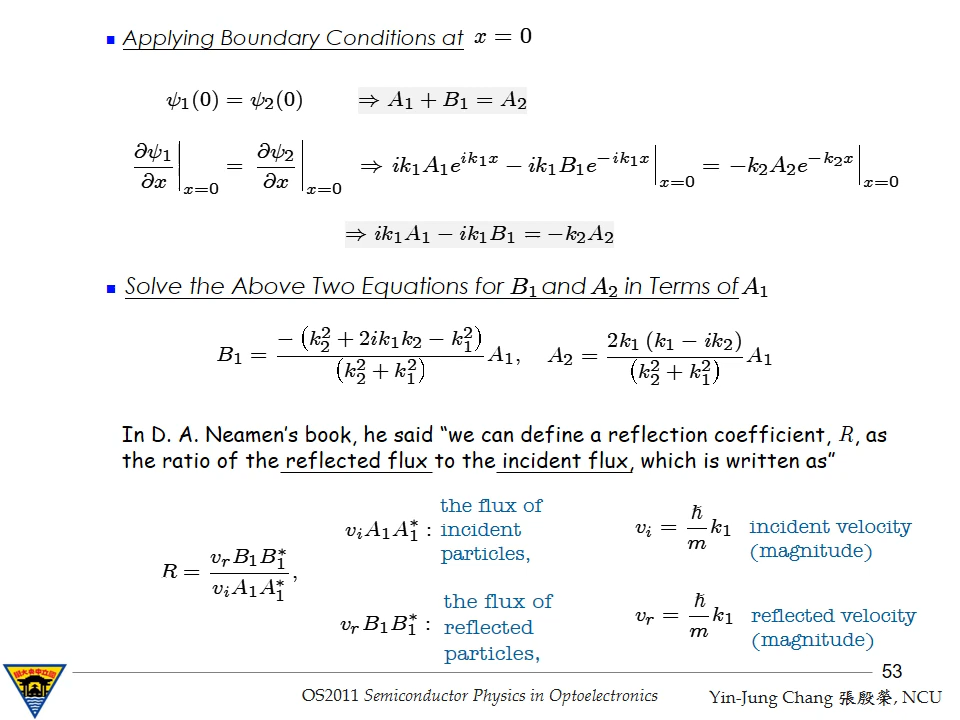 Applying Boundary Conditions at x = 0
ψ₁(0) = ψ₂(0) ⇒ A₁ + B₁ = A₂
∂ψ₁/∂x |ₓ₌₀ = ∂ψ₂/∂x |ₓ₌₀ ⇒ ik₁A₁e^{ik₁x} − ik₁B₁e^{−ik₁x} |ₓ₌₀ = −k₂A₂e^{−k₂x} |ₓ₌₀
⇒ ik₁A₁ − ik₁B₁ = −k₂A₂
Solve the Above Two Equations for B₁ and A₂ in Terms of A₁
B₁ = −(k₂² + 2ik₁k₂ − k₁²)/(k₂² + k₁²) A₁, A₂ = 2k₁(k₁ − ik₂)/(k₂² + k₁²) A₁
In D. A. Neamen's book, he said "we can define a reflection coefficient, R, as
the ratio of the reflected flux to the incident flux, which is written as"
R = vᵣB₁B₁*/vᵢA₁A₁*,
vᵢA₁A₁* : the flux of
incident
particles,
vᵢ = ħ/m k₁ incident velocity
(magnitude)
vᵣB₁B₁* : the flux of
reflected
particles,
vᵣ = ħ/m k₁ reflected velocity
(magnitude)
53
OS2011 Semiconductor Physics in Optoelectronics
Yin-Jung Chang 張殷榮, NCU